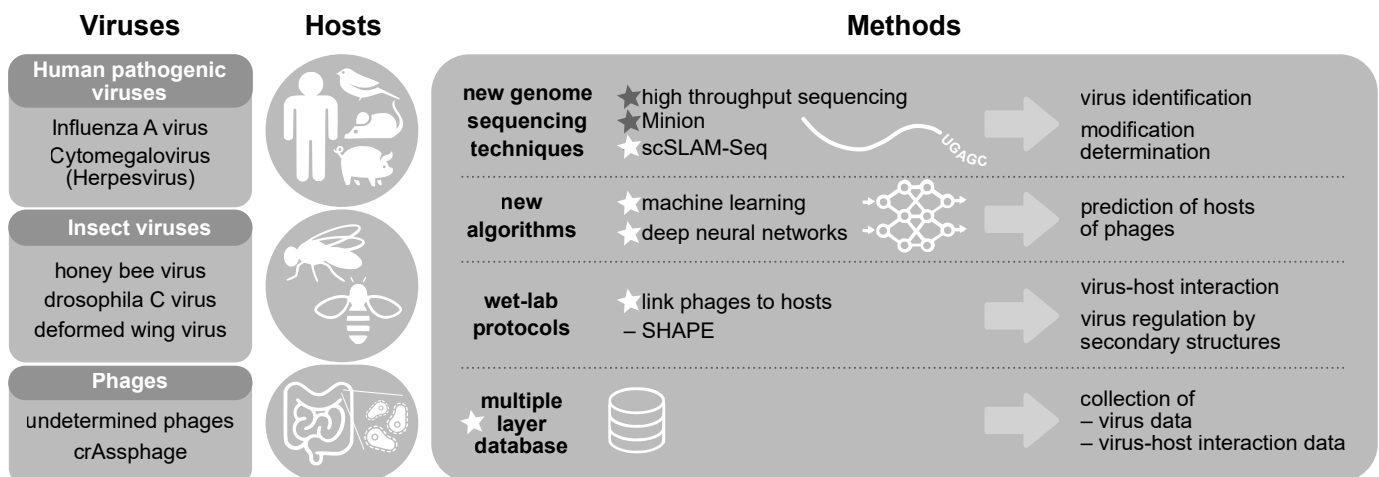 Viruses
Hosts
Methods
Human pathogenic
viruses
Influenza A virus
Cytomegalovirus
(Herpesvirus)
Insect viruses
honey bee virus
drosophila C virus
deformed wing virus
Phages
undetermined phages
crAssphage
new genome
sequencing
techniques
high throughput sequencing
Minion
scSLAM-Seq
UGAGC
virus identification
modification
determination
new
algorithms
machine learning
deep neural networks
prediction of hosts
of phages
wet-lab
protocols
link phages to hosts
– SHAPE
virus-host interaction
virus regulation by
secondary structures
multiple
layer
database
collection of
– virus data
– virus-host interaction data